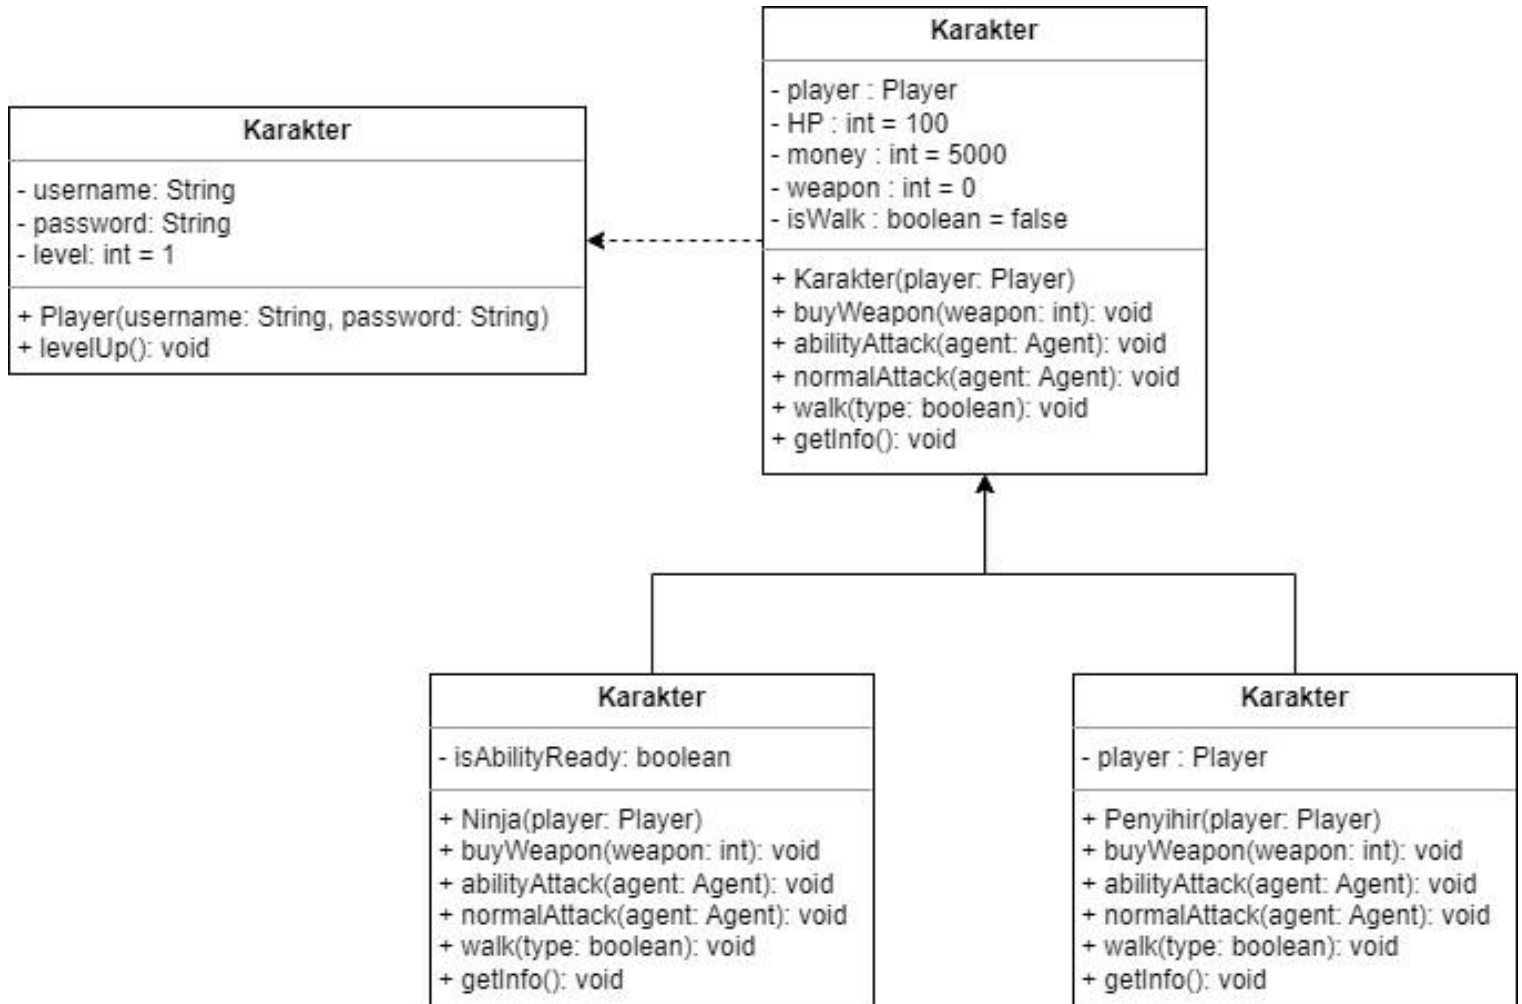 Karakter
- username: String
- password: String
- level: int = 1
+ Player(username: String, password: String)
+ levelUp(): void
Karakter
- player : Player
- HP : int = 100
- money : int = 5000
- weapon : int = 0
- isWalk : boolean = false
+ Karakter(player: Player)
+ buyWeapon(weapon: int): void
+ abilityAttack(agent: Agent): void
+ normalAttack(agent: Agent): void
+ walk(type: boolean): void
+ getInfo(): void
Karakter
- isAbilityReady: boolean
+ Ninja(player: Player)
+ buyWeapon(weapon: int): void
+ abilityAttack(agent: Agent): void
+ normalAttack(agent: Agent): void
+ walk(type: boolean): void
+ getInfo(): void
Karakter
- player : Player
+ Penyihir(player: Player)
+ buyWeapon(weapon: int): void
+ abilityAttack(agent: Agent): void
+ normalAttack(agent: Agent): void
+ walk(type: boolean): void
+ getInfo(): void